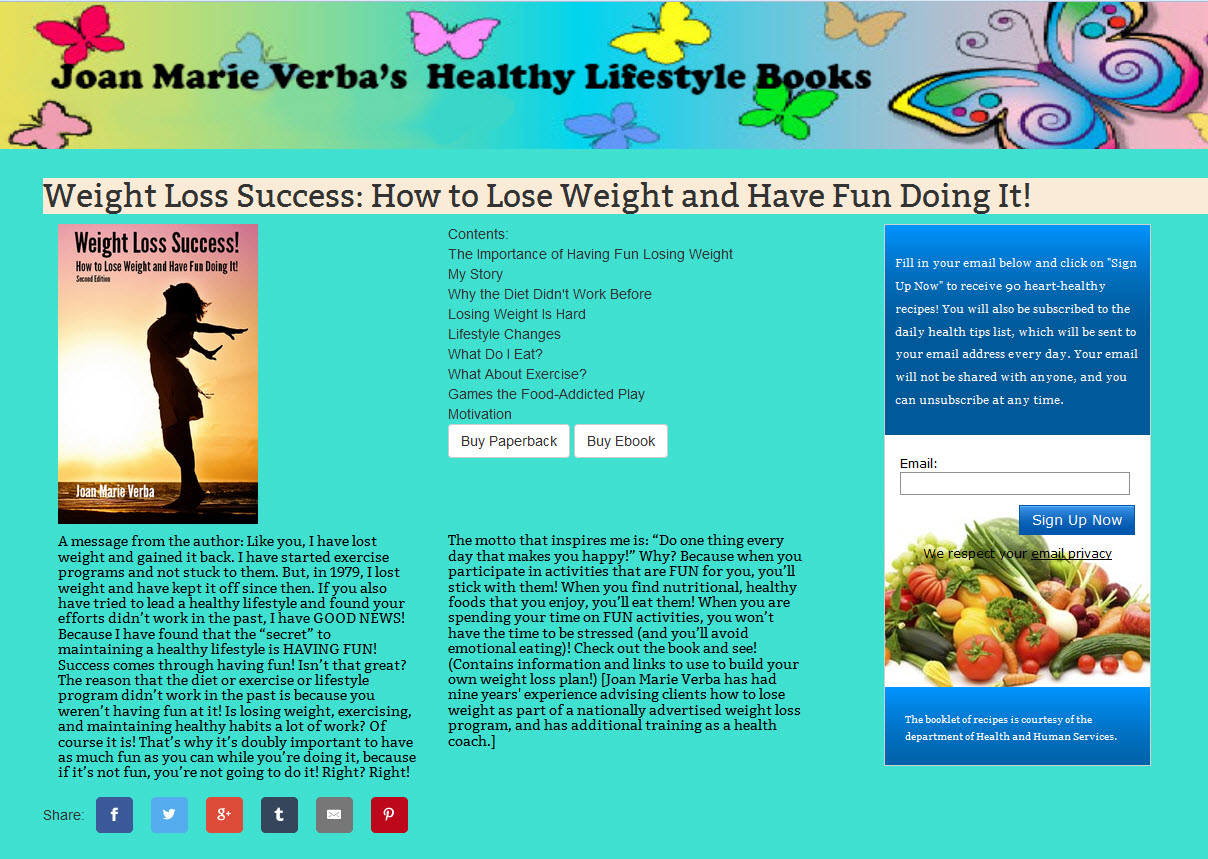 Joan Marie Verba's Healthy Lifestyle Books
Weight Loss Success: How to Lose Weight and Have Fun Doing It!
Weight Loss Success!
How to Lose Weight and Have Fun Doing It!
Second Edition
Joan Marie Verba
Contents:
The Importance of Having Fun Losing Weight
My Story
Why the Diet Didn't Work Before
Losing Weight Is Hard
Lifestyle Changes
What Do I Eat?
What About Exercise?
Games the Food-Addicted Play
Motivation
Buy Paperback
Buy Ebook
A message from the author: Like you, I have lost
weight and gained it back. I have started exercise
programs and not stuck to them. But, in 1979, I lost
weight and have kept it off since then. If you also
have tried to lead a healthy lifestyle and found your
efforts didn't work in the past, I have GOOD NEWS!
Because I have found that the “secret” to
maintaining a healthy lifestyle is HAVING FUN!
Success comes through having fun! Isn't that great?
The reason that the diet or exercise or lifestyle
program didn't work in the past is because you
weren't having fun at it! Is losing weight, exercising,
and maintaining healthy habits a lot of work? Of
course it is! That's why it's doubly important to have
as much fun as you can while you're doing it, because
if it's not fun, you're not going to do it! Right? Right!
The motto that inspires me is: “Do one thing every
day that makes you happy!” Why? Because when you
participate in activities that are FUN for you, you'll
stick with them! When you find nutritional, healthy
foods that you enjoy, you'll eat them! When you are
spending your time on FUN activities, you won't
have the time to be stressed (and you'll avoid
emotional eating)! Check out the book and see!
(Contains information and links to use to build your
own weight loss plan!) [Joan Marie Verba has had
nine years' experience advising clients how to lose
weight as part of a nationally advertised weight loss
program, and has additional training as a health
coach.]
Fill in your email below and click on "Sign
Up Now" to receive 90 heart-healthy
recipes! You will also be subscribed to the
daily health tips list, which will be sent to
your email address every day. Your email
will not be shared with anyone, and you
can unsubscribe at any time.
Email:
Sign Up Now
We respect your email privacy
The booklet of recipes is courtesy of the
department of Health and Human Services.
Share:
f
g+
t